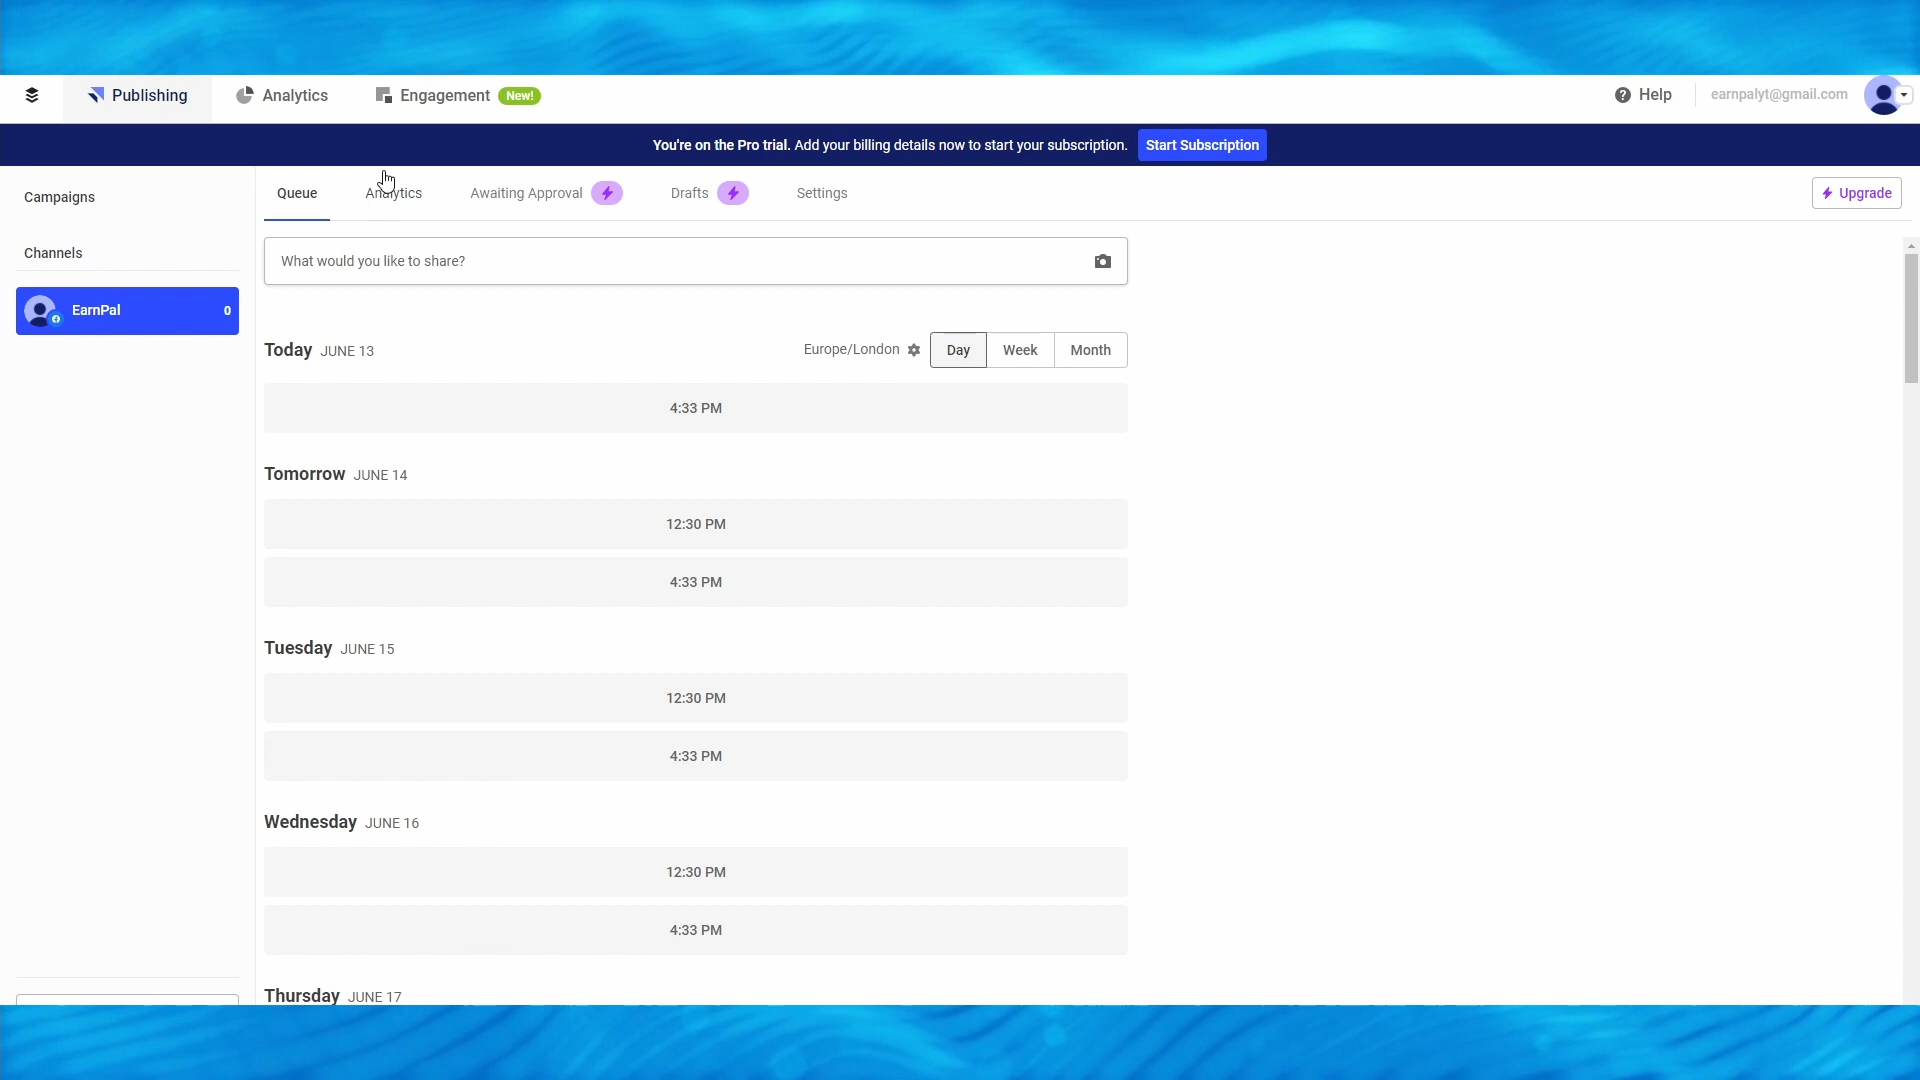 Publishing
Analytics
Engagement New!
Help
earnpalyt@gmail.com
You're on the Pro trial. Add your billing details now to start your subscription. Start Subscription
Campaigns
Channels
EarnPal 0
Queue
Analytics
Awaiting Approval
Drafts
Settings
Upgrade
What would you like to share?
Today JUNE 13
Europe/London
Day
Week
Month
4:33 PM
Tomorrow JUNE 14
12:30 PM
4:33 PM
Tuesday JUNE 15
12:30 PM
4:33 PM
Wednesday JUNE 16
12:30 PM
4:33 PM
Thursday JUNE 17